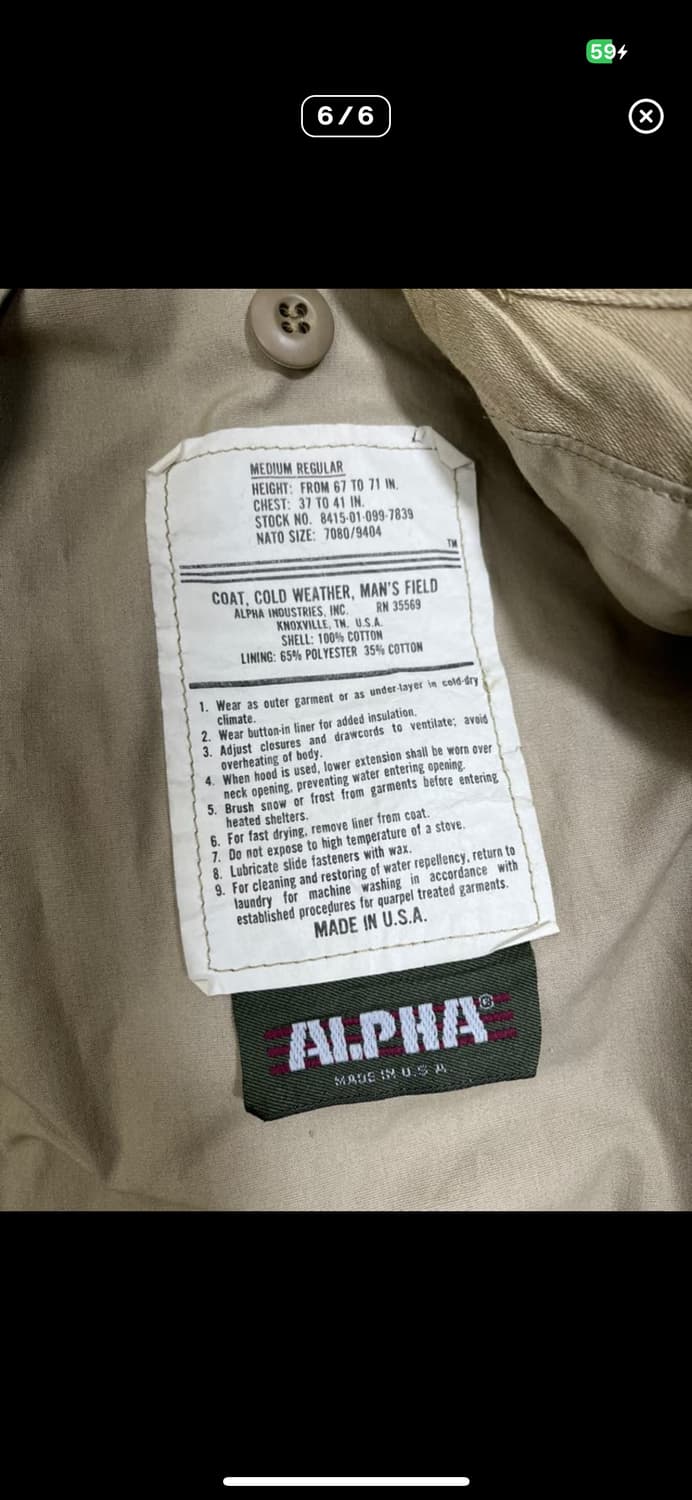 59
6/6
MEDIUM REGULAR
HEIGHT: FROM 67 TO 71 IN.
CHEST: 37 TO 41 IN.
STOCK NO. 8415-01-099-7839
NATO SIZE: 7080/9404
TM
COAT, COLD WEATHER, MAN'S FIELD
ALPHA INDUSTRIES, INC. RN 35569
KNOXVILLE, TN. U.S.A.
SHELL: 100% COTTON
LINING: 65% POLYESTER 35% COTTON
1. Wear as outer garment or as under-layer in cold-dry
climate.
2. Wear button-in liner for added insulation.
3. Adjust closures and drawcords to ventilate; avoid
overheating of body.
4. When hood is used, lower extension shall be worn over
neck opening, preventing water entering opening.
5. Brush snow or frost from garments before entering
heated shelters.
6. For fast drying, remove liner from coat.
7. Do not expose to high temperature of a stove.
8. Lubricate slide fasteners with wax.
9. For cleaning and restoring of water repellency, return to
laundry for machine washing in accordance with
established procedures for quarpel treated garments.
MADE IN U.S.A.
ALPHA®
MADE IN U.S.A.